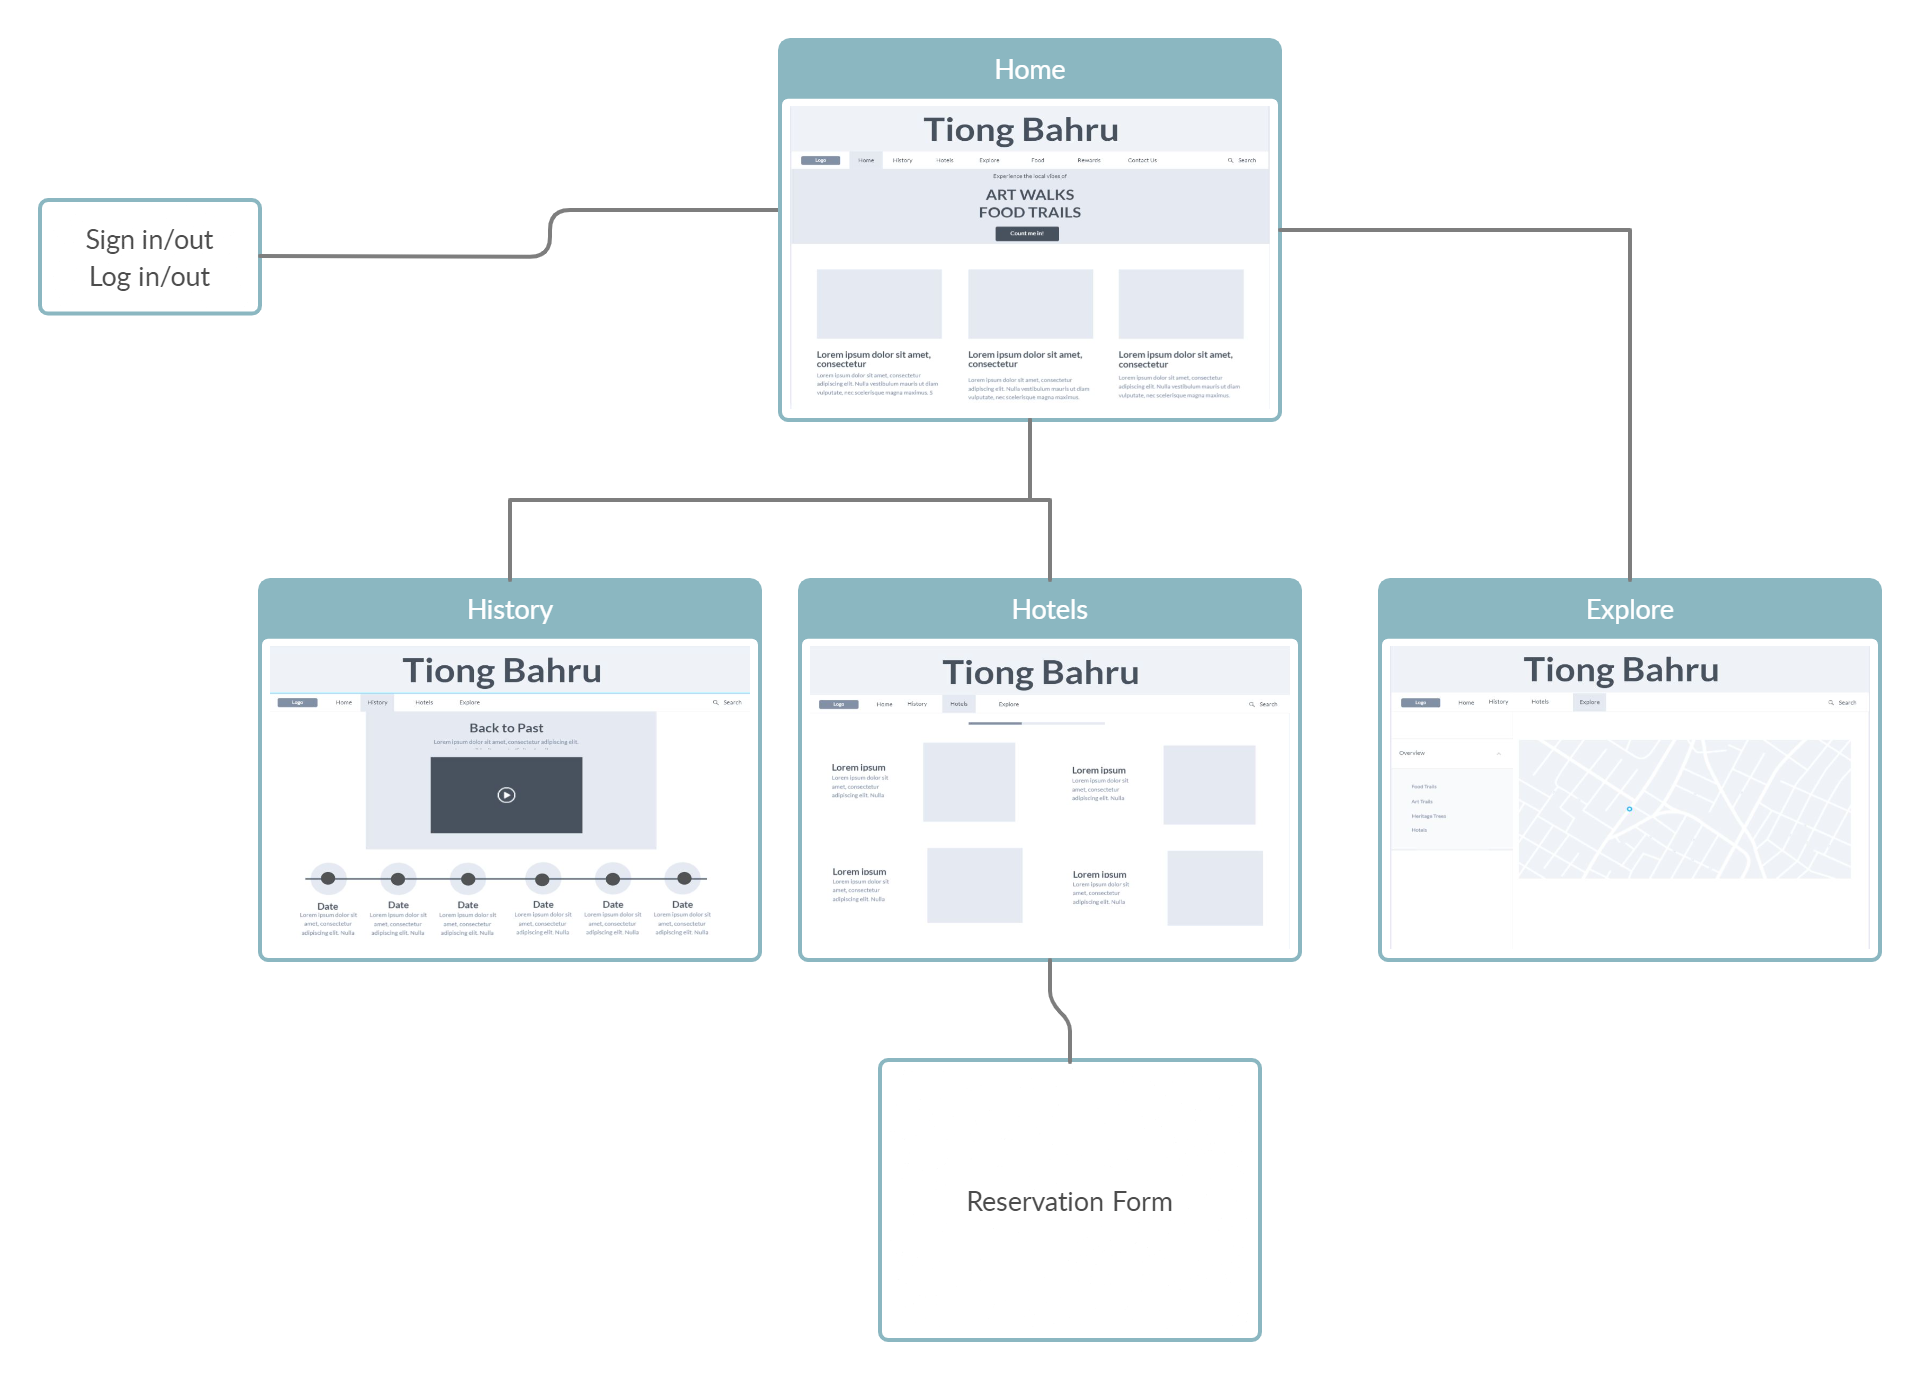 Home
Tiong Bahru
Logo Home History Hotels Explore Food Rewards Contact Us Search
Experience the local vibes of
ART WALKS
FOOD TRAILS
Count me in!
Lorem ipsum dolor sit amet,
consectetur
Lorem ipsum dolor sit amet, consectetur
adipiscing elit. Nulla vestibulum mauris ut diam
vulputate, nec scelerisque magna maximus. S
Lorem ipsum dolor sit amet,
consectetur
Lorem ipsum dolor sit amet, consectetur
adipiscing elit. Nulla vestibulum mauris ut diam
vulputate, nec scelerisque magna maximus.
Lorem ipsum dolor sit amet,
consectetur
Lorem ipsum dolor sit amet, consectetur
adipiscing elit. Nulla vestibulum mauris ut diam
vulputate, nec scelerisque magna maximus.
Sign in/out
Log in/out
History
Tiong Bahru
Logo Home History Hotels Explore Search
Back to Past
Lorem ipsum dolor sit amet, consectetur adipiscing elit.
Date
Lorem ipsum dolor sit
amet, consectetur
adipiscing elit. Nulla
Date
Lorem ipsum dolor sit
amet, consectetur
adipiscing elit. Nulla
Date
Lorem ipsum dolor sit
amet, consectetur
adipiscing elit. Nulla
Date
Lorem ipsum dolor sit
amet, consectetur
adipiscing elit. Nulla
Date
Lorem ipsum dolor sit
amet, consectetur
adipiscing elit. Nulla
Date
Lorem ipsum dolor sit
amet, consectetur
adipiscing elit. Nulla
Hotels
Tiong Bahru
Logo Home History Hotels Explore Search
Lorem ipsum
Lorem ipsum dolor sit
amet, consectetur
adipiscing elit. Nulla
Lorem ipsum
Lorem ipsum dolor sit
amet, consectetur
adipiscing elit. Nulla
Lorem ipsum
Lorem ipsum dolor sit
amet, consectetur
adipiscing elit. Nulla
Lorem ipsum
Lorem ipsum dolor sit
amet, consectetur
adipiscing elit. Nulla
Explore
Tiong Bahru
Logo Home History Hotels Explore Search
Overview
Food Trails
Art Trails
Heritage Trees
Hotels
Reservation Form